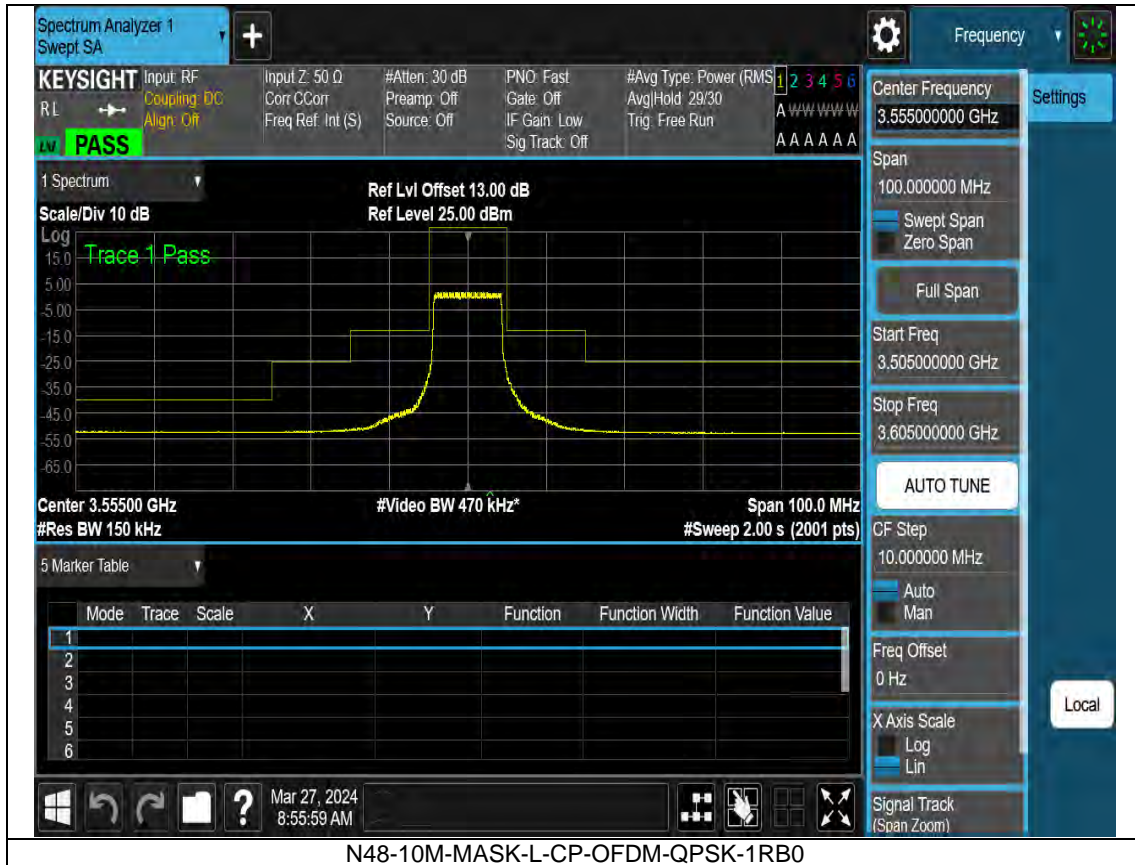 Spectrum Analyzer 1
Swept SA
Frequency
KEYSIGHT
Input: RF
Input Z: 50 Ω
#Atten: 30 dB
PNO: Fast
#Avg Type: Power (RMS
1 2 3 4 5 6
R L
Coupling: DC
Corr CCorr
Preamp: Off
Gate: Off
Avg|Hold: 29/30
A W W W W W
Align: Off
Freq Ref: Int (S)
Source: Off
IF Gain: Low
Trig: Free Run
PASS
Sig Track: Off
A A A A A A
1 Spectrum
Ref Lvl Offset 13.00 dB
Scale/Div 10 dB
Ref Level 25.00 dBm
Log
Trace 1 Pass
15.0
5.00
-5.00
-15.0
-25.0
-35.0
-45.0
-55.0
-65.0
Center 3.55500 GHz
#Video BW 470 kHz*
Span 100.0 MHz
#Res BW 150 kHz
#Sweep 2.00 s (2001 pts)
5 Marker Table
Mode
Trace
Scale
X
Y
Function
Function Width
Function Value
1
2
3
4
5
6
Mar 27, 2024
8:55:59 AM
Center Frequency
3.555000000 GHz
Settings
Span
100.000000 MHz
Swept Span
Zero Span
Full Span
Start Freq
3.505000000 GHz
Stop Freq
3.605000000 GHz
AUTO TUNE
CF Step
10.000000 MHz
Auto
Man
Freq Offset
0 Hz
Local
X Axis Scale
Log
Lin
Signal Track
(Span Zoom)
N48-10M-MASK-L-CP-OFDM-QPSK-1RB0